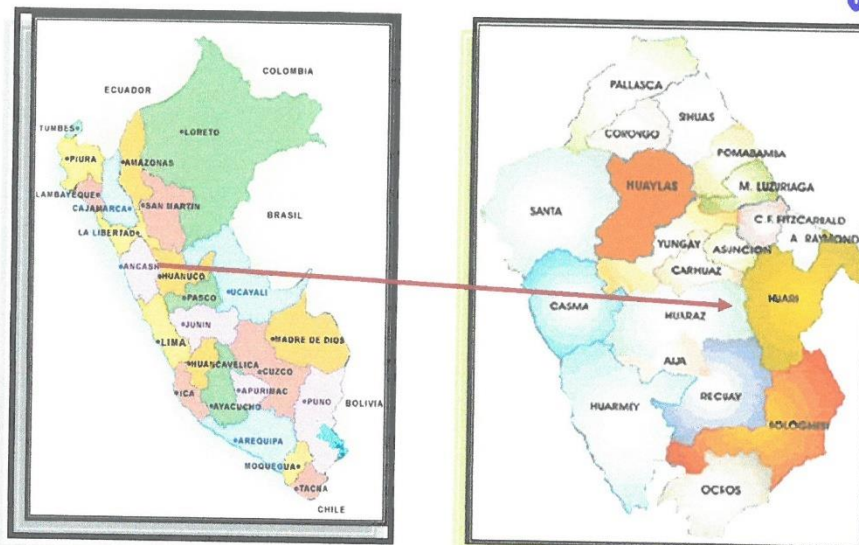 COLOMBIA
ECUADOR
TUMBES
LORETO
PIURA
AMAZONAS
LAMBAYEQUE
CAJAMARCA
SAN MARTIN
BRASIL
LA LIBERTAD
ANCASH
HUANUCO
PASCO
UCAYALI
JUNIN
LIMA
MADRE DE DIOS
HUANCAVELICA
CUZCO
ICA
APURIMAC
AYACUCHO
PUNO
BOLIVIA
AREQUIPA
MOQUEGUA
TACNA
CHILE
PALLASCA
SIHUAS
CORONGO
POMABAMBA
HUAYLAS
M. LUZURIAGA
SANTA
C.F. FITZCARRALD
A. RAYMOND
YUNGAY
ASUNCION
CARHUAZ
HUARI
CASMA
HUARAZ
AIJA
HUARMEY
RECUAY
BOLOGNESI
OCROS